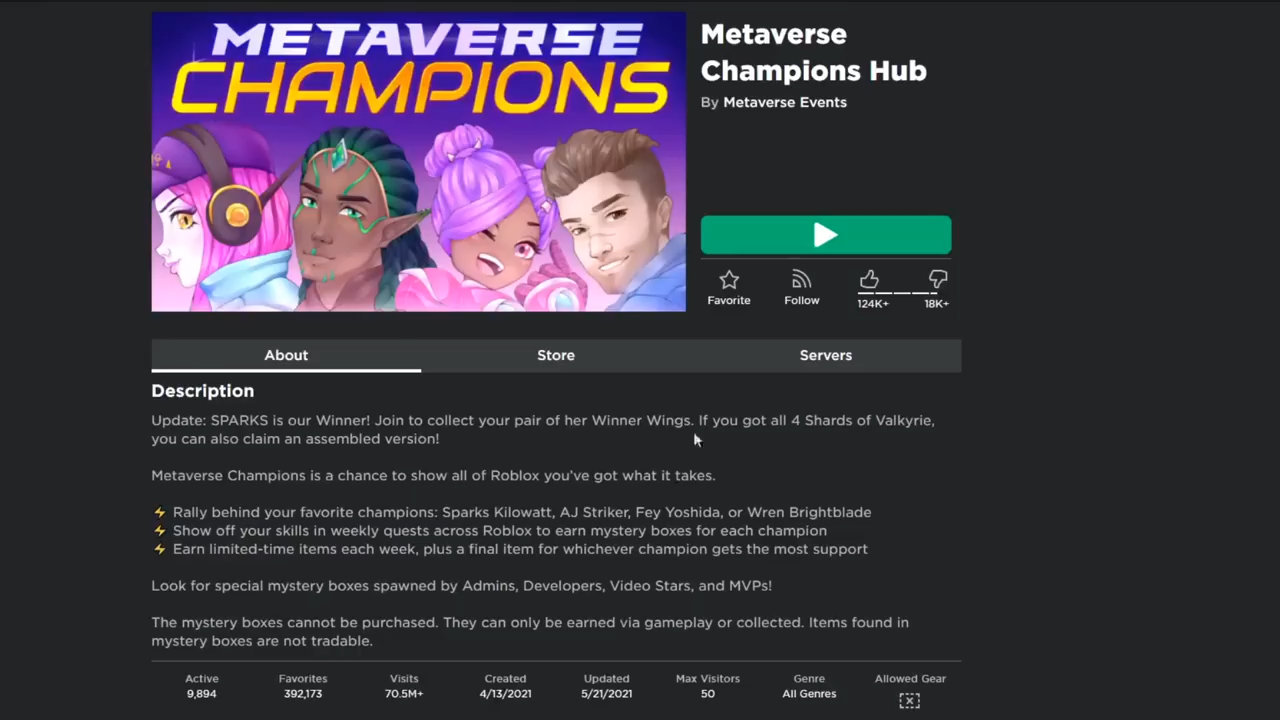 METAVERSE
CHAMPIONS
Metaverse
Champions Hub
By Metaverse Events
Favorite
Follow
124K+
18K+
About
Store
Servers
Description
Update: SPARKS is our Winner! Join to collect your pair of her Winner Wings. If you got all 4 Shards of Valkyrie,
you can also claim an assembled version!
Metaverse Champions is a chance to show all of Roblox you've got what it takes.
⚡ Rally behind your favorite champions: Sparks Kilowatt, AJ Striker, Fey Yoshida, or Wren Brightblade
⚡ Show off your skills in weekly quests across Roblox to earn mystery boxes for each champion
⚡ Earn limited-time items each week, plus a final item for whichever champion gets the most support
Look for special mystery boxes spawned by Admins, Developers, Video Stars, and MVPs!
The mystery boxes cannot be purchased. They can only be earned via gameplay or collected. Items found in
mystery boxes are not tradable.
Active Favorites Visits Created Updated Max Visitors Genre Allowed Gear
9,894 392,173 70.5M+ 4/13/2021 5/21/2021 50 All Genres